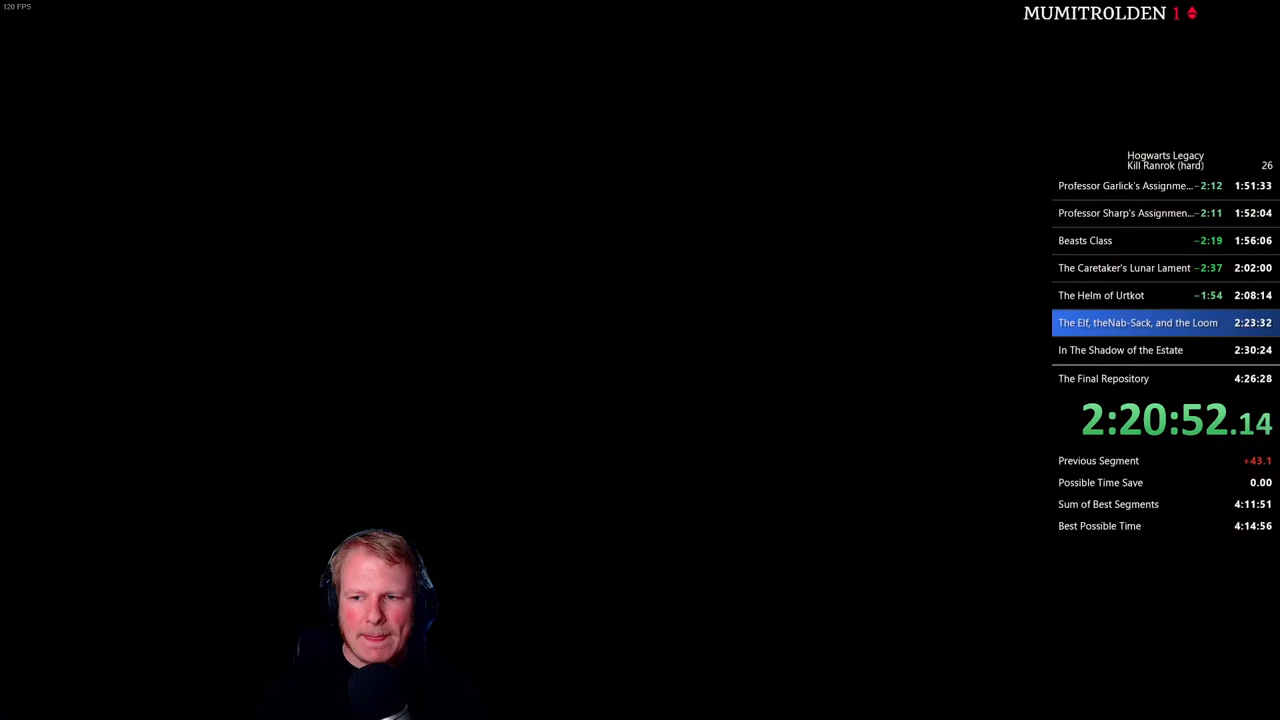 120 FPS
MUMITR0LDEN 1
Hogwarts Legacy
Kill Ranrok (hard) 26
Professor Garlick's Assignme... -2:12 1:51:33
Professor Sharp's Assignmen... -2:11 1:52:04
Beasts Class -2:19 1:56:06
The Caretaker's Lunar Lament -2:37 2:02:00
The Helm of Urtkot -1:54 2:08:14
The Elf, theNab-Sack, and the Loom 2:23:32
In The Shadow of the Estate 2:30:24
The Final Repository 4:26:28
2:20:52.14
Previous Segment +43.1
Possible Time Save 0.00
Sum of Best Segments 4:11:51
Best Possible Time 4:14:56